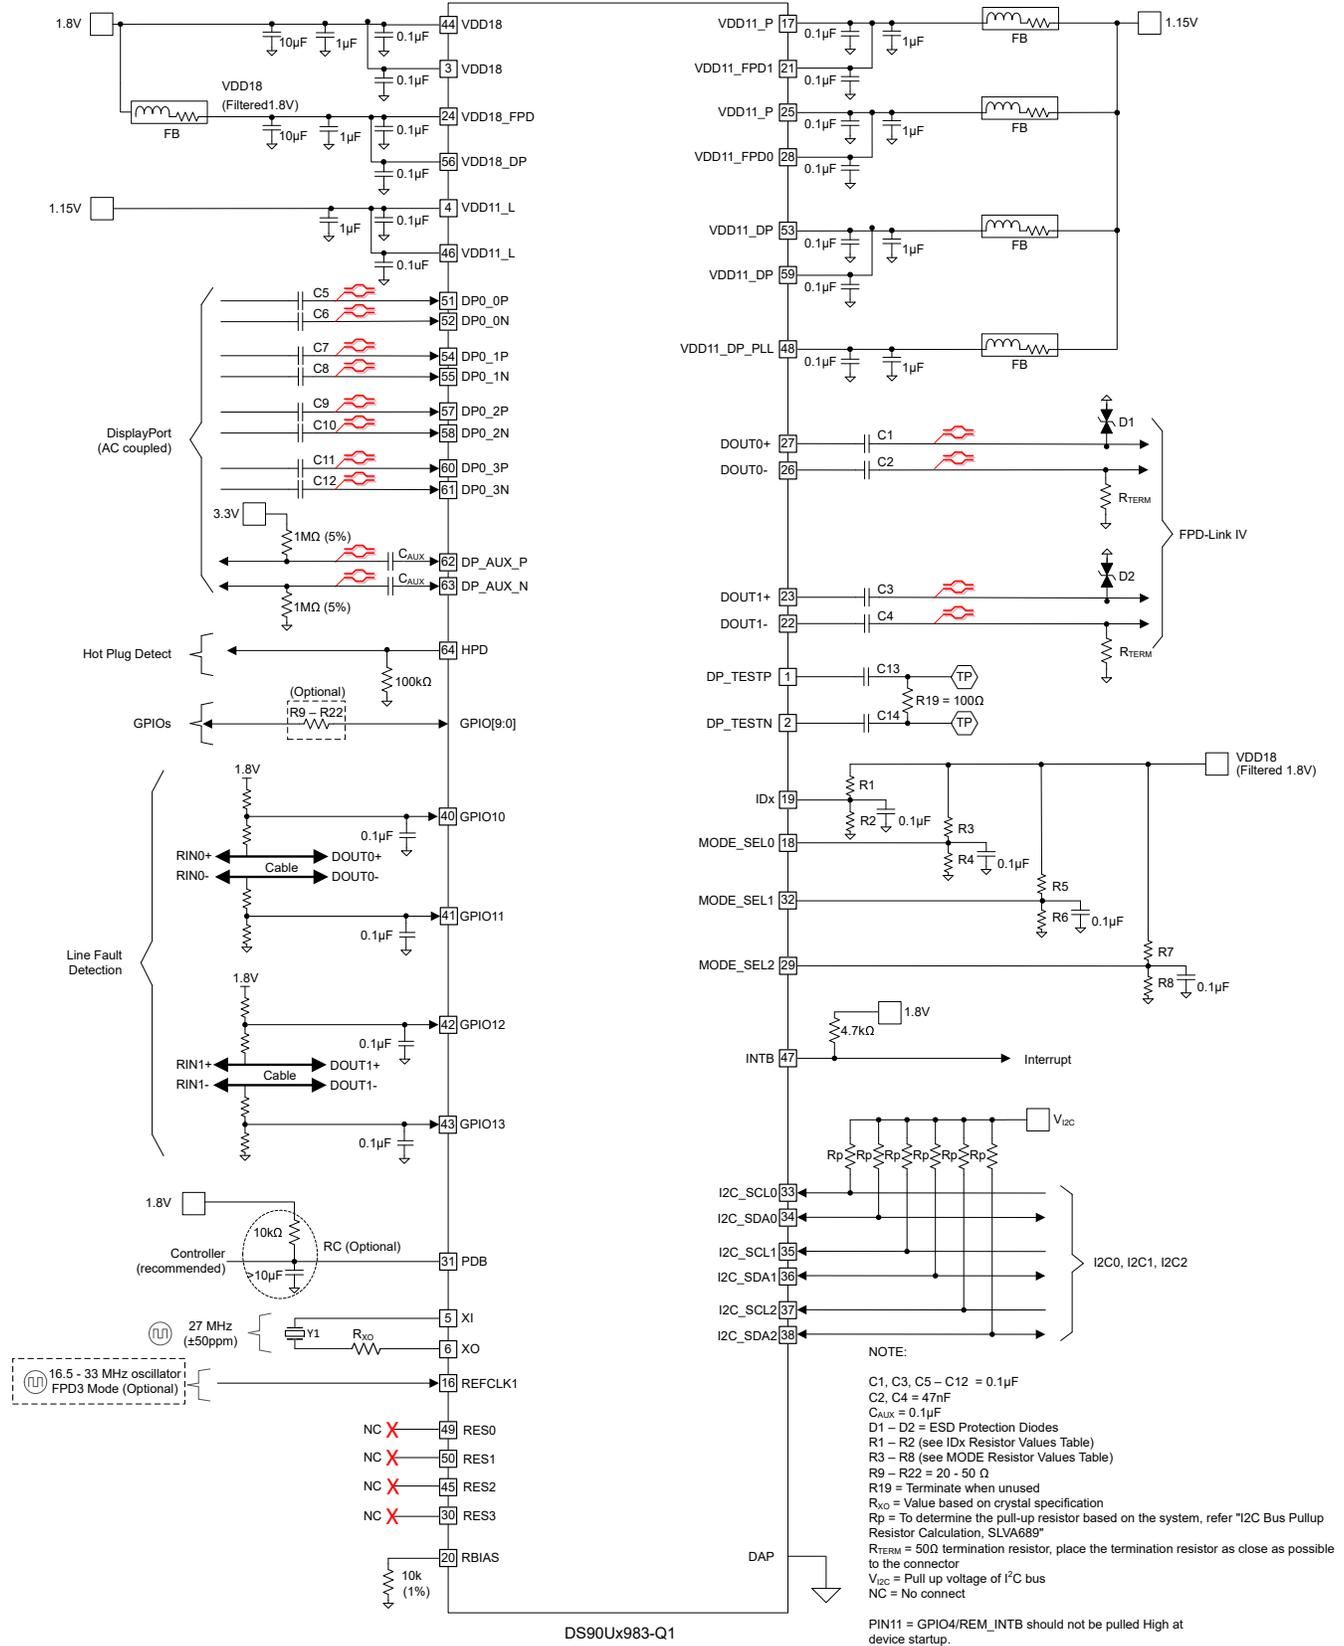 1.8V
44 VDD18
10µF
1µF
0.1µF
3 VDD18
0.1µF
VDD18
(Filtered1.8V)
FB
24 VDD18_FPD
10µF
1µF
0.1µF
56 VDD18_DP
0.1µF
1.15V
4 VDD11_L
1µF
0.1µF
46 VDD11_L
0.1uF
DisplayPort
(AC coupled)
C5
51 DP0_0P
C6
52 DP0_0N
C7
54 DP0_1P
C8
55 DP0_1N
C9
57 DP0_2P
C10
58 DP0_2N
C11
60 DP0_3P
C12
61 DP0_3N
3.3V
1MΩ (5%)
CAUX
62 DP_AUX_P
CAUX
63 DP_AUX_N
1MΩ (5%)
Hot Plug Detect
64 HPD
100kΩ
(Optional)
R9 – R22
GPIOs
GPIO[9:0]
Line Fault
Detection
1.8V
40 GPIO10
0.1µF
RIN0+
DOUT0+
Cable
RIN0-
DOUT0-
41 GPIO11
0.1µF
1.8V
42 GPIO12
0.1µF
RIN1+
DOUT1+
Cable
RIN1-
DOUT1-
43 GPIO13
0.1µF
1.8V
10kΩ
RC (Optional)
Controller
(recommended)
>10µF
31 PDB
27 MHz
(±50ppm)
Y1
RXO
5 XI
6 XO
16.5 - 33 MHz oscillator
FPD3 Mode (Optional)
16 REFCLK1
NC
49 RES0
NC
50 RES1
NC
45 RES2
NC
30 RES3
20 RBIAS
10k
(1%)
VDD11_P 17
0.1µF
1µF
FB
1.15V
VDD11_FPD1 21
0.1µF
VDD11_P 25
0.1µF
1µF
FB
VDD11_FPD0 28
0.1µF
VDD11_DP 53
0.1µF
1µF
FB
VDD11_DP 59
0.1µF
VDD11_DP_PLL 48
0.1µF
1µF
FB
DOUT0+ 27
C1
D1
DOUT0- 26
C2
RTERM
FPD-Link IV
DOUT1+ 23
C3
D2
DOUT1- 22
C4
RTERM
DP_TESTP 1
C13
TP
R19 = 100Ω
DP_TESTN 2
C14
TP
VDD18
(Filtered 1.8V)
IDx 19
R1
R2
0.1µF
MODE_SEL0 18
R3
R4
0.1µF
MODE_SEL1 32
R5
R6
0.1µF
MODE_SEL2 29
R7
R8
0.1µF
1.8V
4.7kΩ
INTB 47
Interrupt
VI2C
Rp
Rp
Rp
Rp
Rp
I2C_SCL0 33
I2C_SDA0 34
I2C_SCL1 35
I2C_SDA1 36
I2C_SCL2 37
I2C_SDA2 38
I2C0, I2C1, I2C2
DAP
NOTE:
C1, C3, C5 – C12 = 0.1µF
C2, C4 = 47nF
CAUX = 0.1µF
D1 – D2 = ESD Protection Diodes
R1 – R2 (see IDx Resistor Values Table)
R3 – R8 (see MODE Resistor Values Table)
R9 – R22 = 20 - 50 Ω
R19 = Terminate when unused
RXO = Value based on crystal specification
Rp = To determine the pull-up resistor based on the system, refer "I2C Bus Pullup
Resistor Calculation, SLVA689"
RTERM = 50Ω termination resistor, place the termination resistor as close as possible
to the connector
VI2C = Pull up voltage of I²C bus
NC = No connect
PIN11 = GPIO4/REM_INTB should not be pulled High at
device startup.
DS90Ux983-Q1